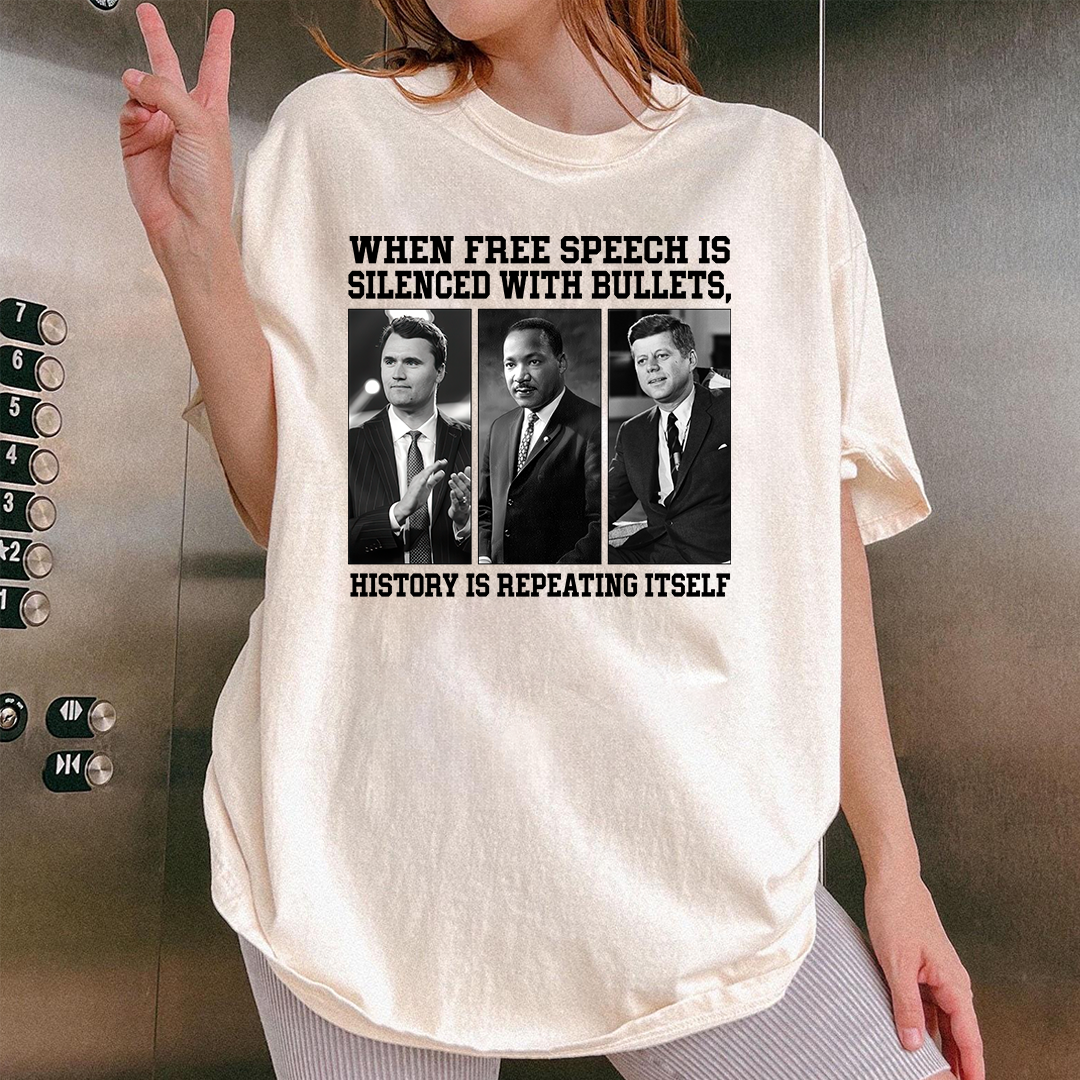 WHEN FREE SPEECH IS
SILENCED WITH BULLETS,
HISTORY IS REPEATING ITSELF
7
6
5
4
3
★2
1